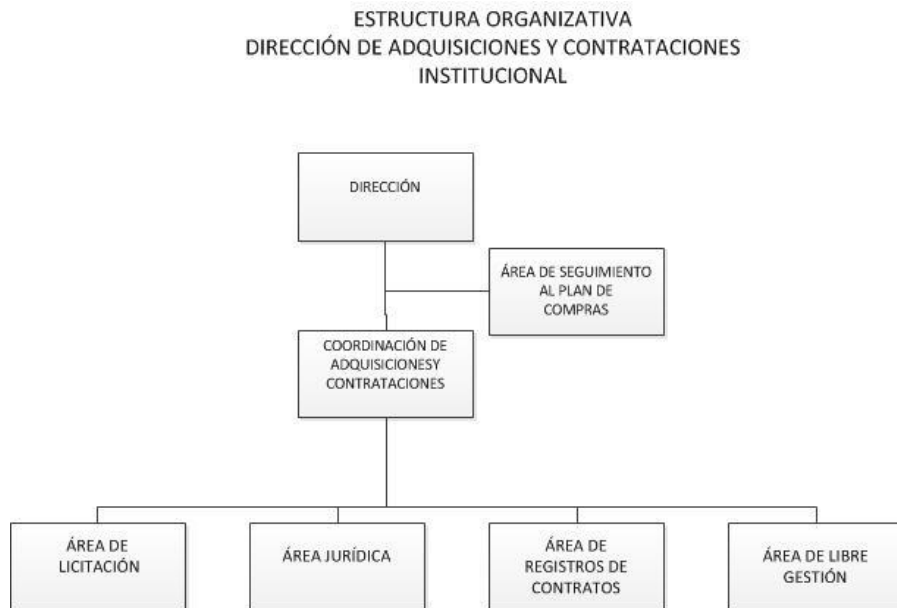 ESTRUCTURA ORGANIZATIVA
DIRECCIÓN DE ADQUISICIONES Y CONTRATACIONES
INSTITUCIONAL
DIRECCIÓN
ÁREA DE SEGUIMIENTO
AL PLAN DE
COMPRAS
COORDINACIÓN DE
ADQUISICIONESY
CONTRATACIONES
ÁREA DE
LICITACIÓN
ÁREA JURÍDICA
ÁREA DE
REGISTROS DE
CONTRATOS
ÁREA DE LIBRE
GESTIÓN